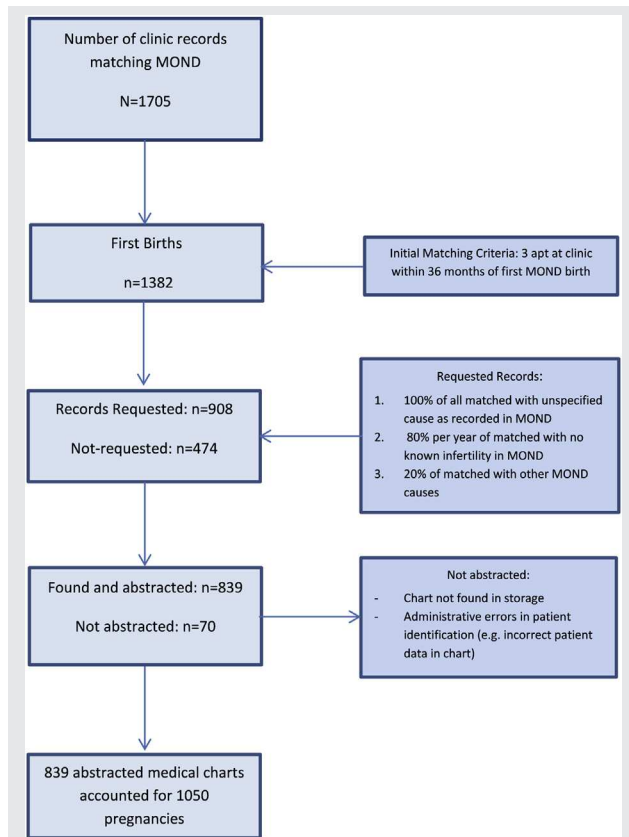 Number of clinic records
matching MOND
N=1705
First Births
n=1382
Initial Matching Criteria: 3 apt at clinic
within 36 months of first MOND birth
Records Requested: n=908
Not-requested: n=474
Requested Records:
1. 100% of all matched with unspecified
cause as recorded in MOND
2. 80% per year of matched with no
known infertility in MOND
3. 20% of matched with other MOND
causes
Found and abstracted: n=839
Not abstracted: n=70
Not abstracted:
- Chart not found in storage
- Administrative errors in patient
identification (e.g. incorrect patient
data in chart)
839 abstracted medical charts
accounted for 1050
pregnancies